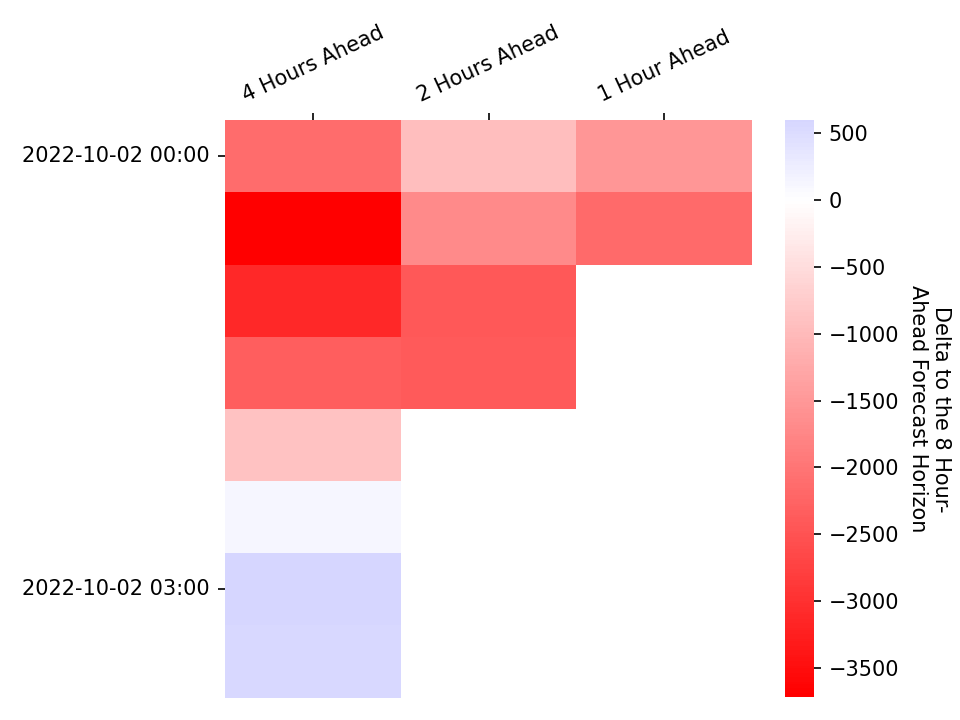 4 Hours Ahead
2 Hours Ahead
1 Hour Ahead
2022-10-02 00:00
2022-10-02 03:00
500
0
−500
−1000
−1500
−2000
−2500
−3000
−3500
Delta to the 8 Hour-
Ahead Forecast Horizon